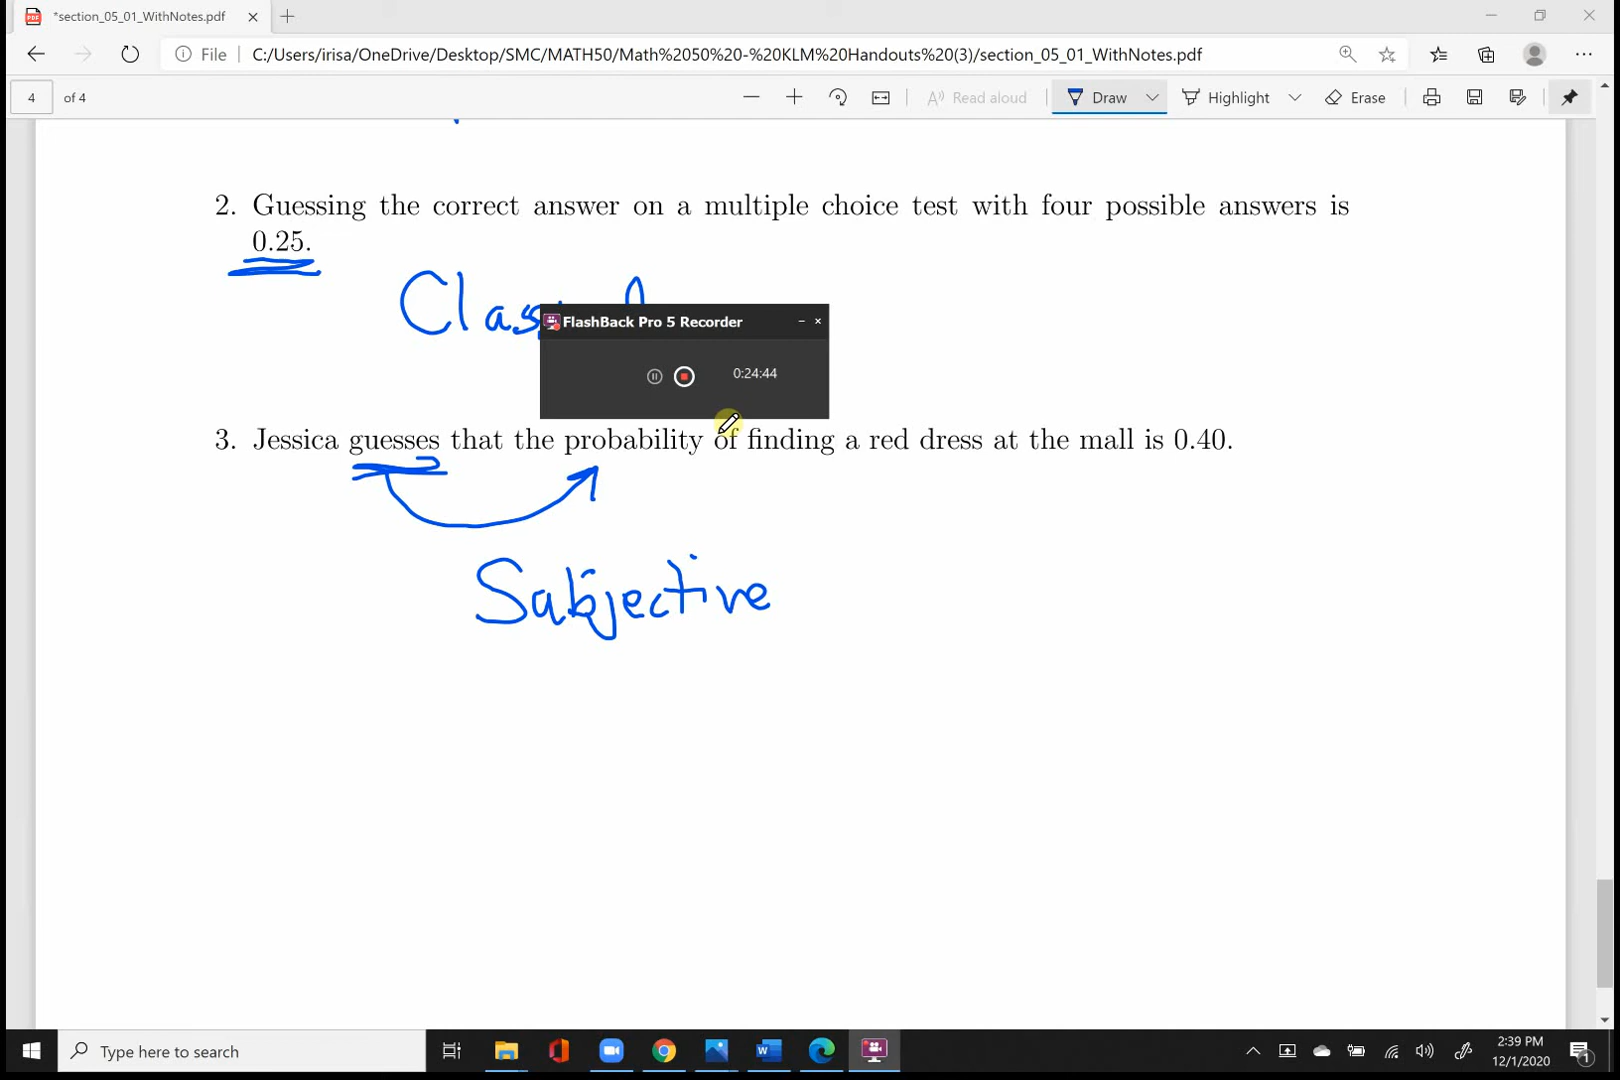 *section_05_01_WithNotes.pdf
File C:/Users/irisa/OneDrive/Desktop/SMC/MATH50/Math%2050%20-%20KLM%20Handouts%20(3)/section_05_01_WithNotes.pdf
4 of 4 Read aloud Draw Highlight Erase
2. Guessing the correct answer on a multiple choice test with four possible answers is
0.25.
FlashBack Pro 5 Recorder
0:24:44
3. Jessica guesses that the probability of finding a red dress at the mall is 0.40.
Subjective
Type here to search
2:39 PM
12/1/2020
1